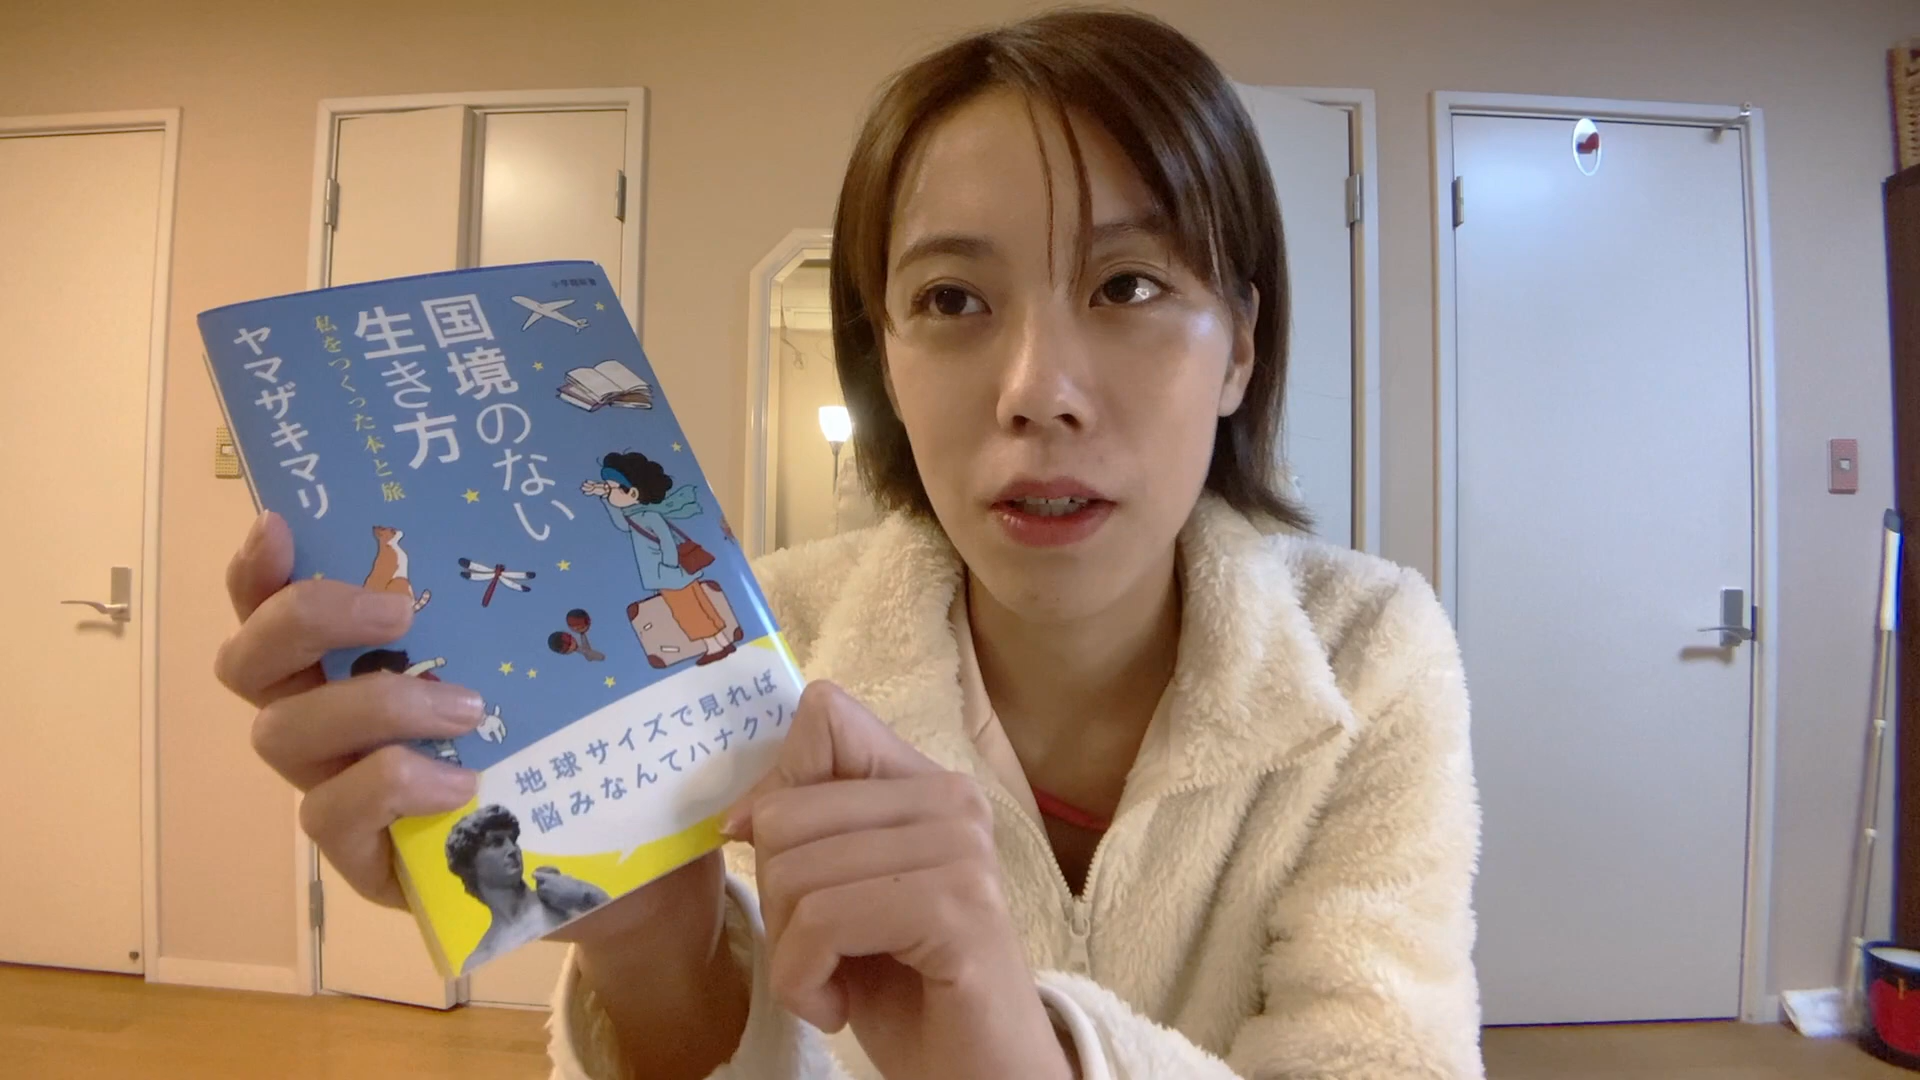 小学館新書
国境のない
生き方
私をつくった本と旅
ヤマザキマリ
地球サイズで見れば
悩みなんてハナクソ。